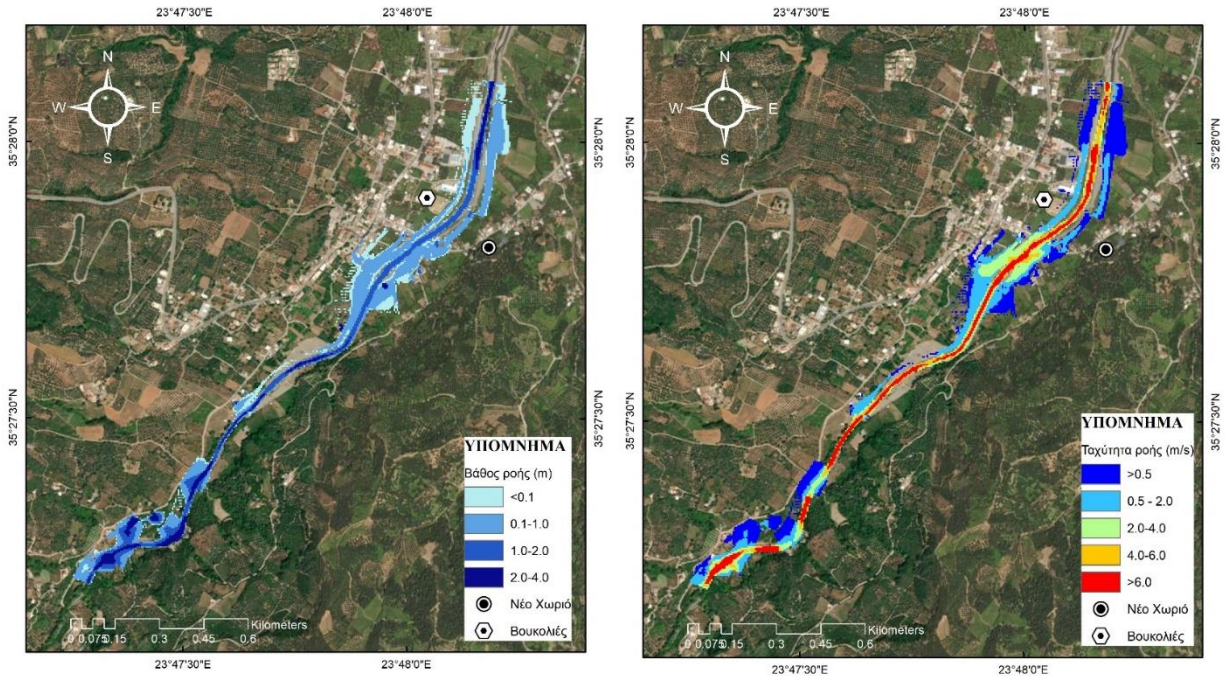 23°47'30"E
23°48'0"E
N
W
E
S
35°28'0"N
35°28'0"N
35°27'30"N
35°27'30"N
ΥΠΟΜΝΗΜΑ
Βάθος ροής (m)
<0.1
0.1-1.0
1.0-2.0
2.0-4.0
Νέο Χωριό
Βουκολιές
Kilometers
0 0.075 0.15 0.3 0.45 0.6
23°47'30"E
23°48'0"E
23°47'30"E
23°48'0"E
N
W
E
S
35°28'0"N
35°28'0"N
35°27'30"N
35°27'30"N
ΥΠΟΜΝΗΜΑ
Ταχύτητα ροής (m/s)
>0.5
0.5 - 2.0
2.0-4.0
4.0-6.0
>6.0
Νέο Χωριό
Βουκολιές
Kilometers
0 0.075 0.15 0.3 0.45 0.6
23°47'30"E
23°48'0"E